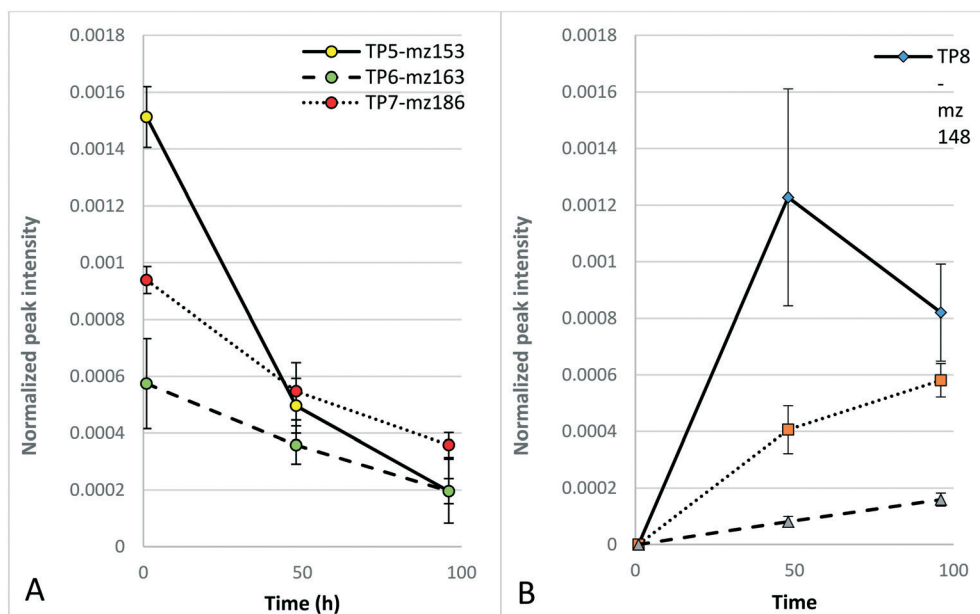 0.0018
0.0016
0.0014
0.0012
0.001
0.0008
0.0006
0.0004
0.0002
0
Normalized peak intensity
TP5-mz153
TP6-mz163
TP7-mz186
0 50 100
A
Time (h)
0.0018
0.0016
0.0014
0.0012
0.001
0.0008
0.0006
0.0004
0.0002
0
Normalized peak intensity
TP8
-
mz
148
0 50 100
B
Time